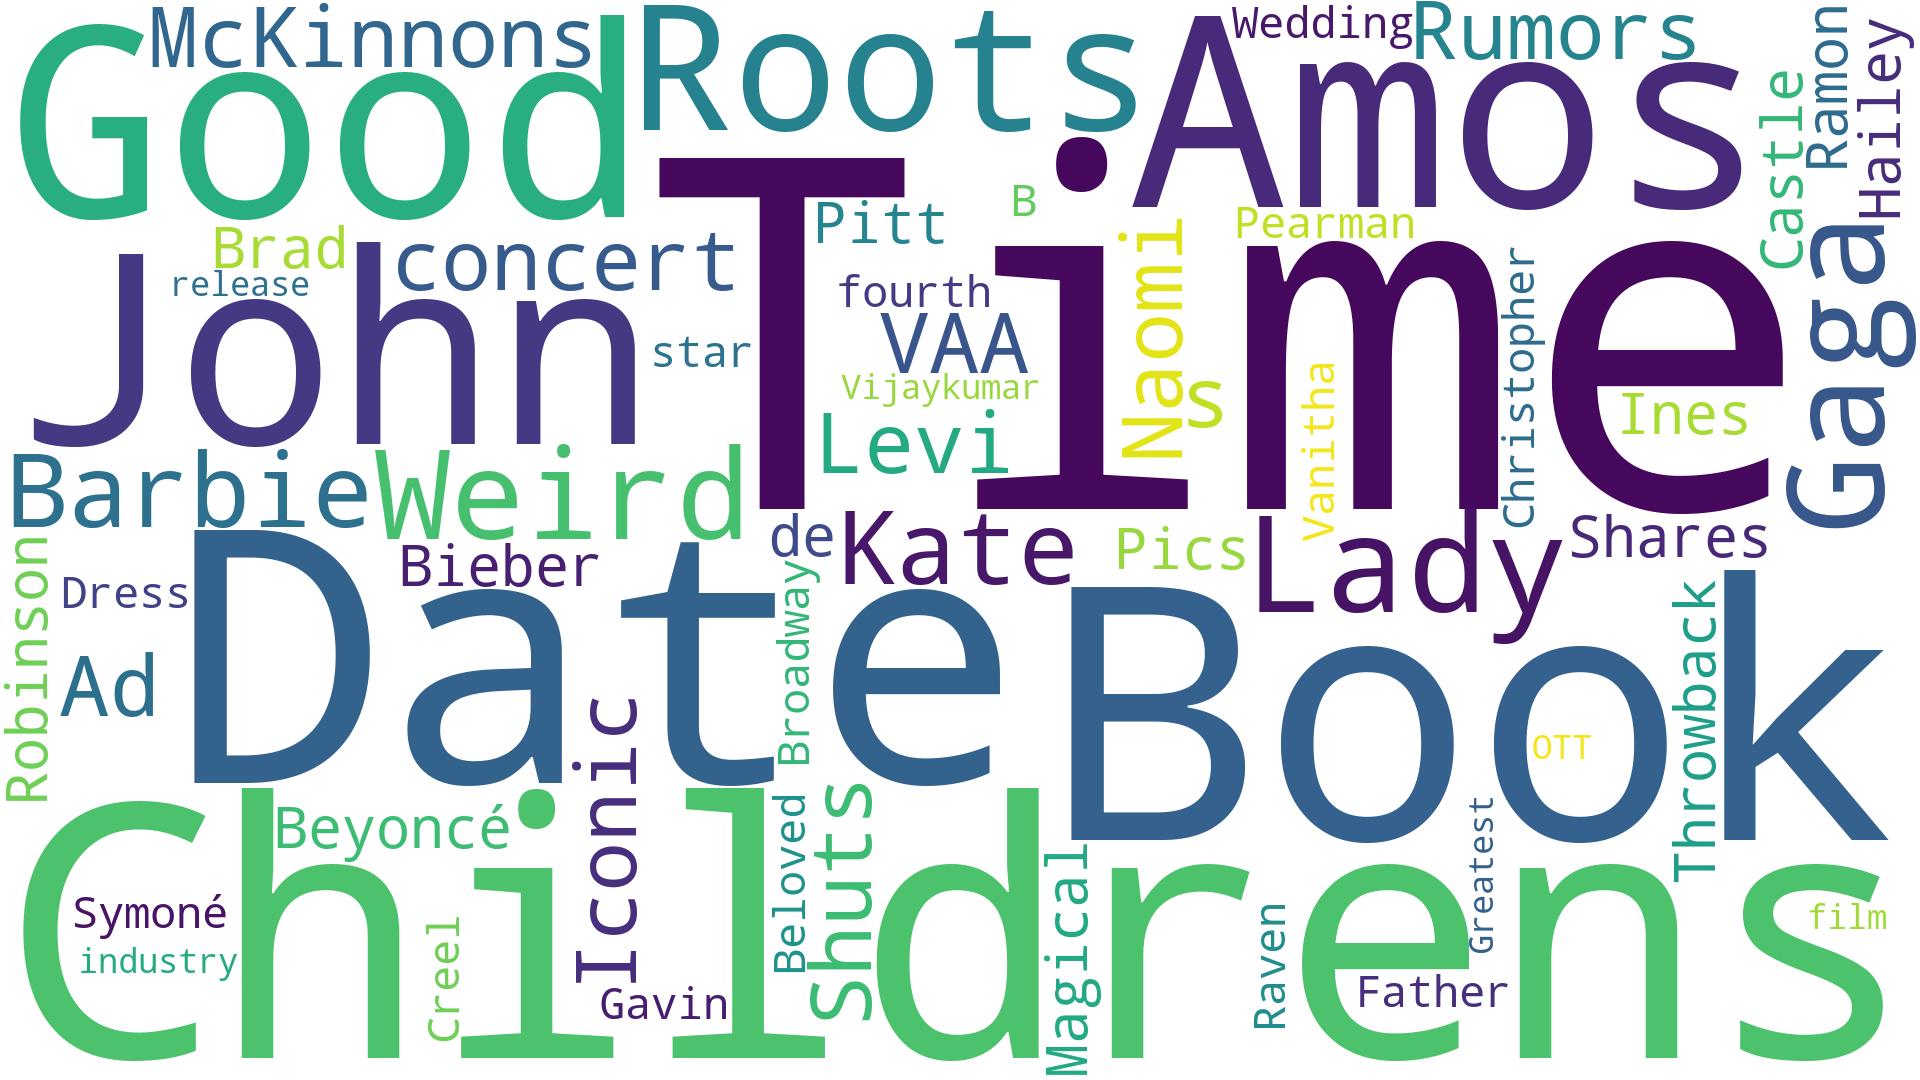 McKinnons
Good
Roots
Amos
Wedding
Rumors
Castle
Ramon
Hailey
Time
Brad
concert
release
John
Pitt
B
Pearman
fourth
VAA
Vijaykumar
star
Levi
Naomi
s
Vanitha
Christopher
Ines
Gaga
Barbie
Weird
Bieber
de
Kate
Pics
Lady
Shares
Robinson
Dress
Ad
Date
Broadway
Book
OTT
Throwback
Childrens
Beyoncé
Iconic
Beloved
Shuts
Symoné
industry
Creel
Gavin
Magical
Raven
Greatest
Father
film